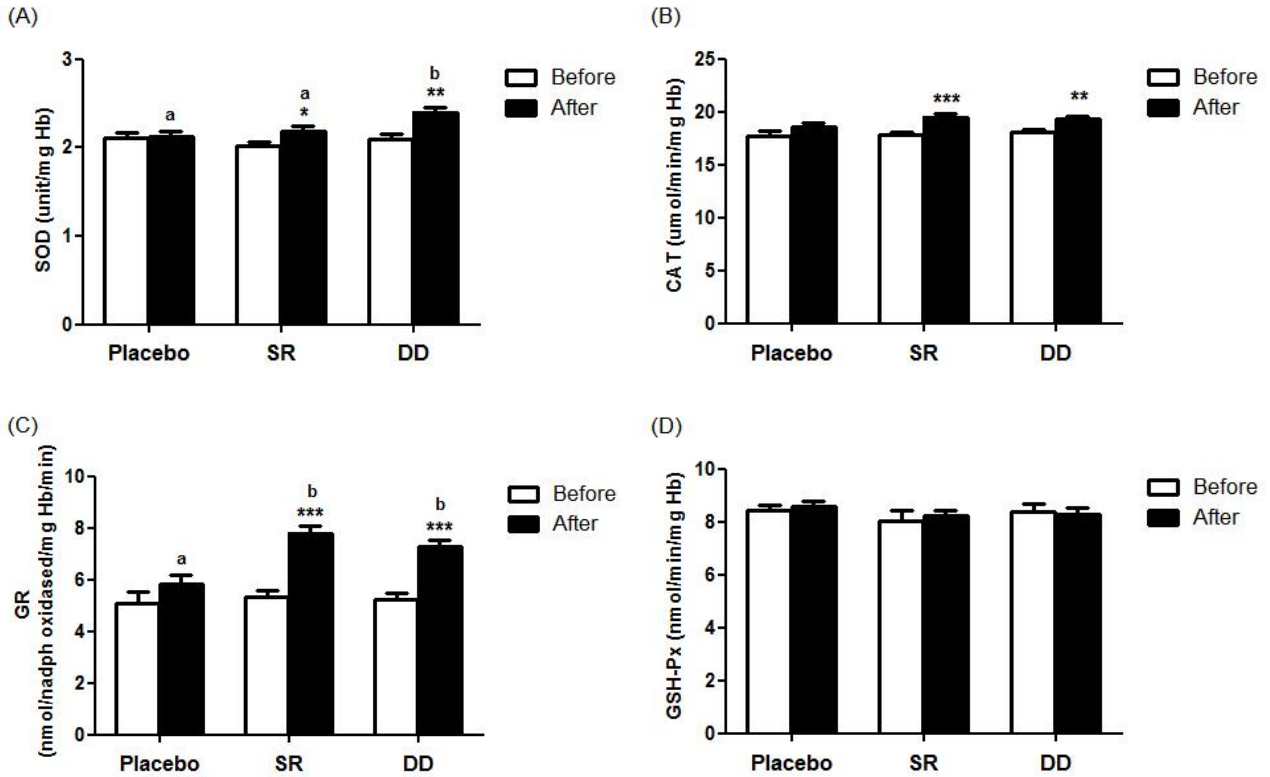 (A)
SOD (unit/mg Hb)
3
2
1
0
a
a
*
b
**
Before
After
Placebo SR DD
(B)
CAT (umol/min/mg Hb)
25
20
15
10
5
0
***
**
Before
After
Placebo SR DD
(C)
GR
(nmol/nadph oxidased/mg Hb/min)
10
8
6
4
2
0
a
b
***
b
***
Before
After
Placebo SR DD
(D)
GSH-Px (nmol/min/mg Hb)
10
8
6
4
2
0
Before
After
Placebo SR DD